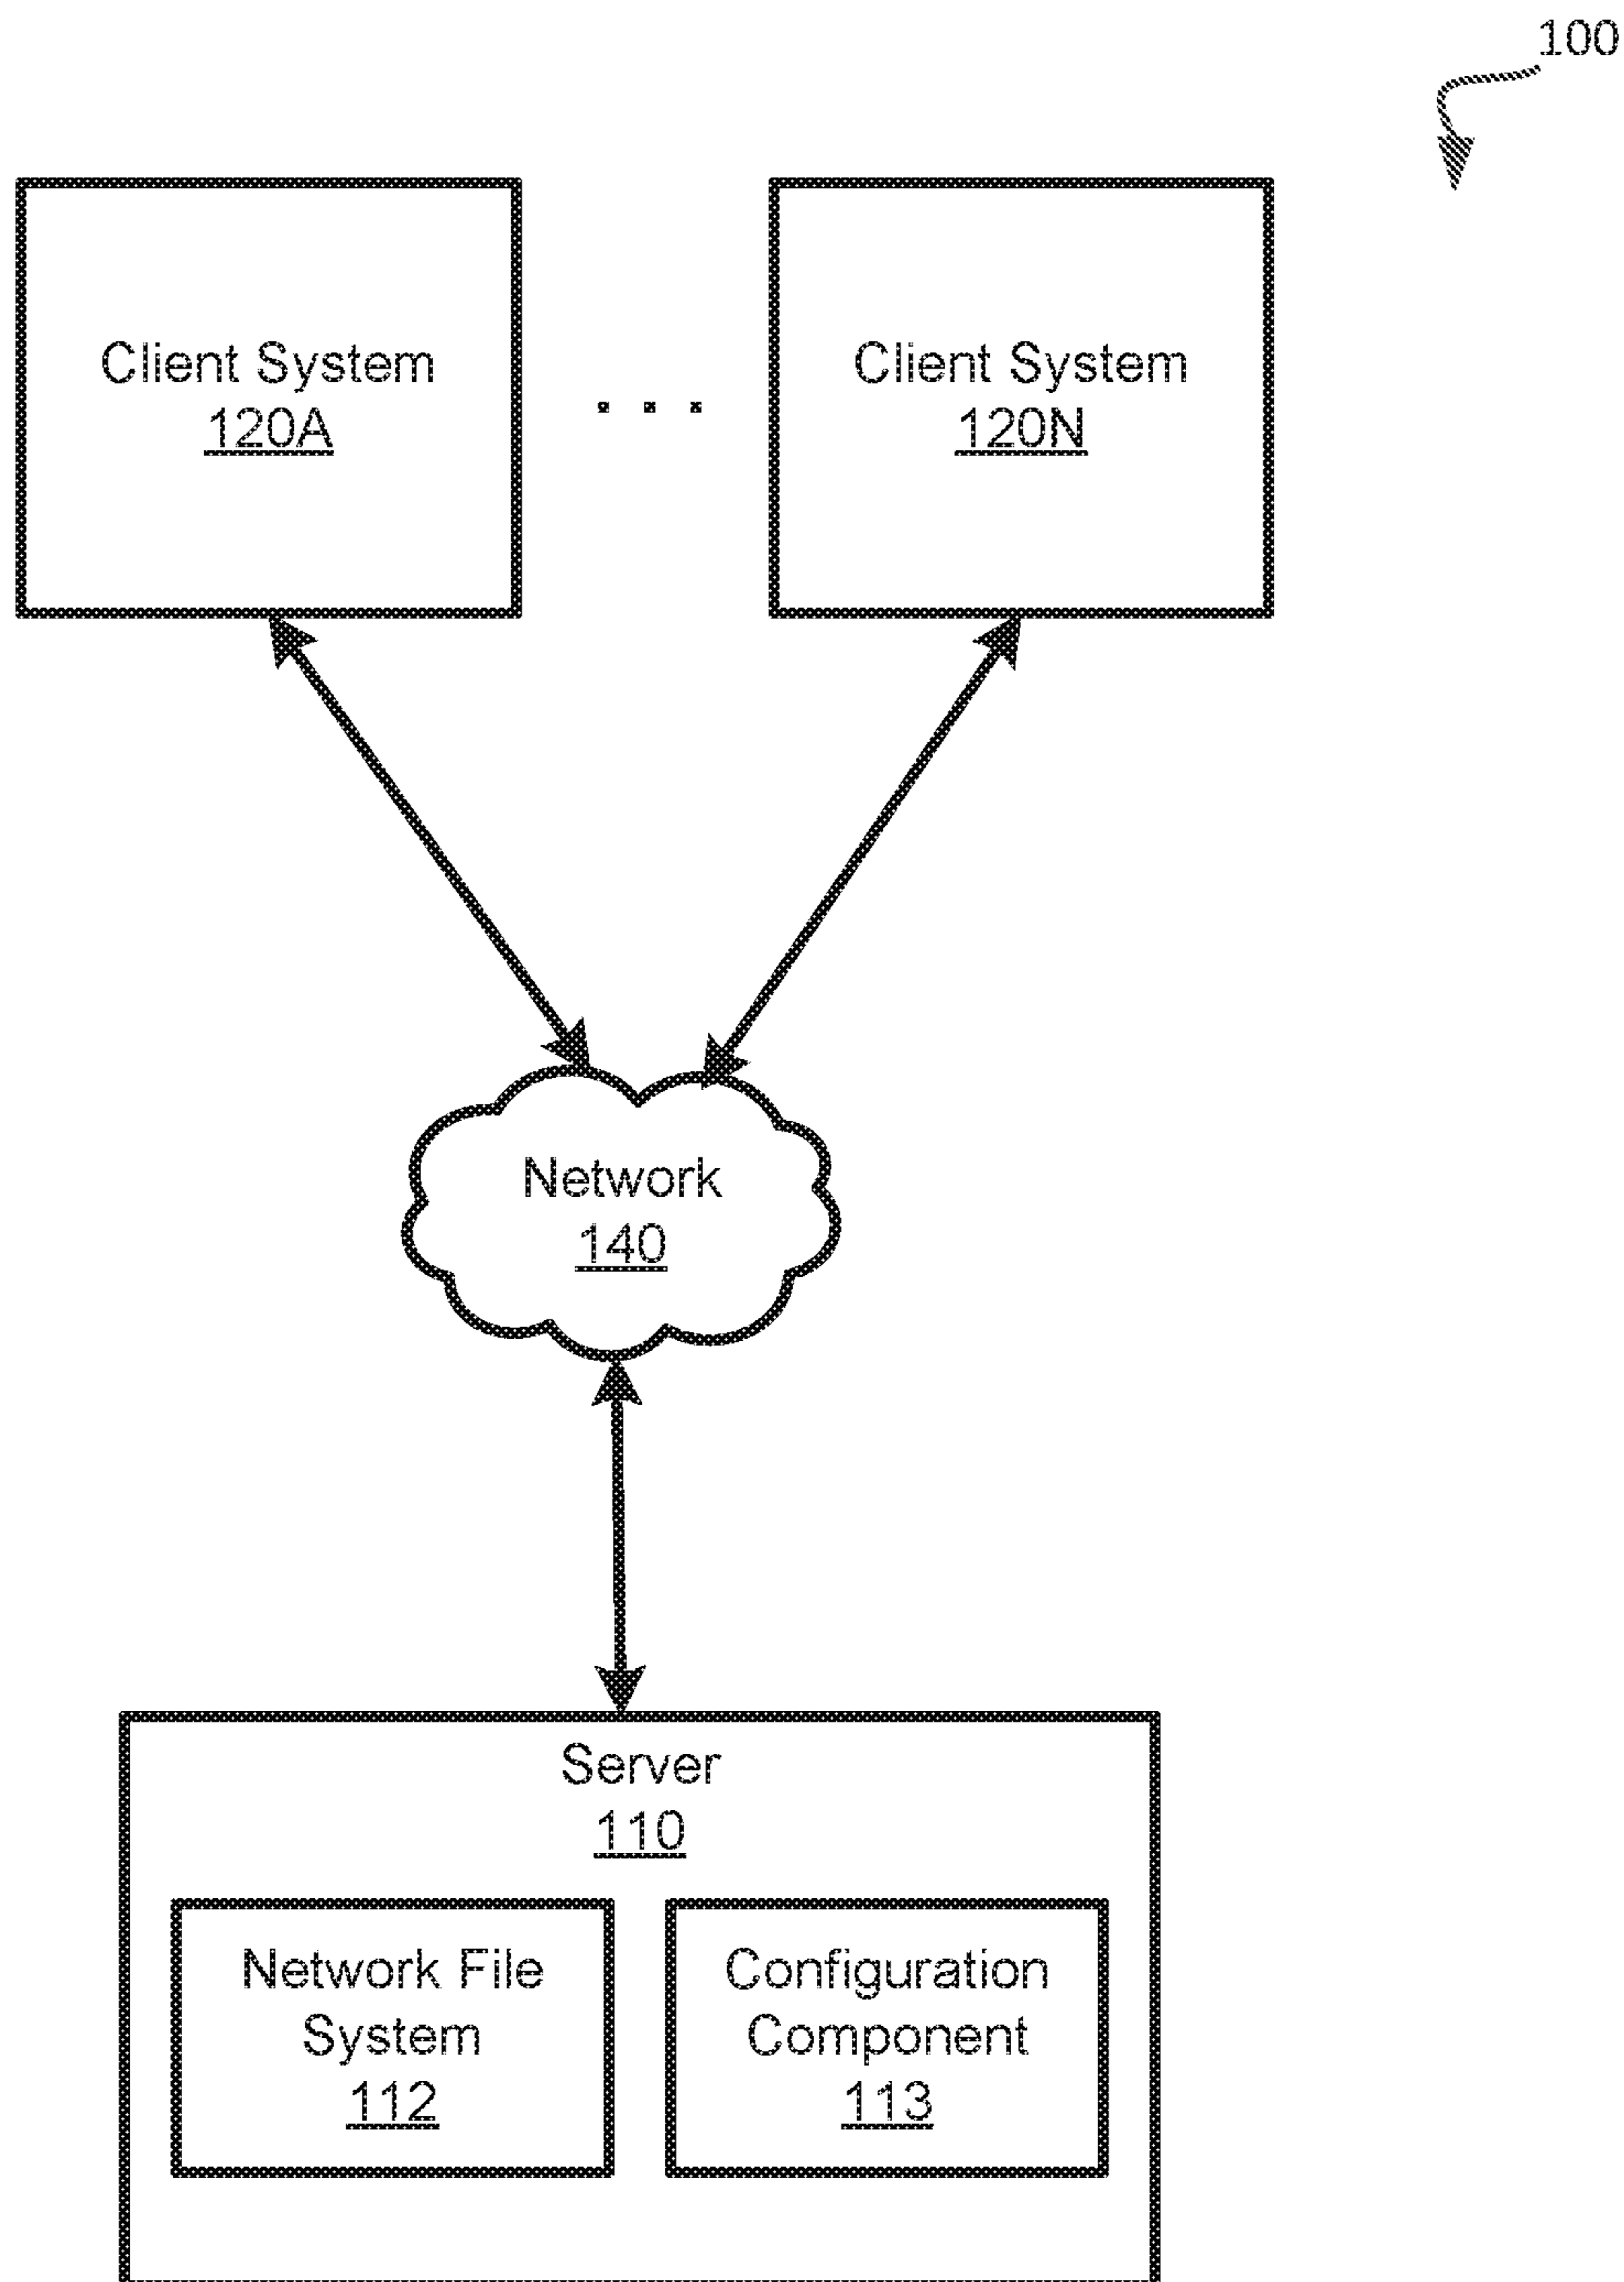 100
Client System
120A
. . .
Client System
120N
Network
140
Server
110
Network File
System
112
Configuration
Component
113